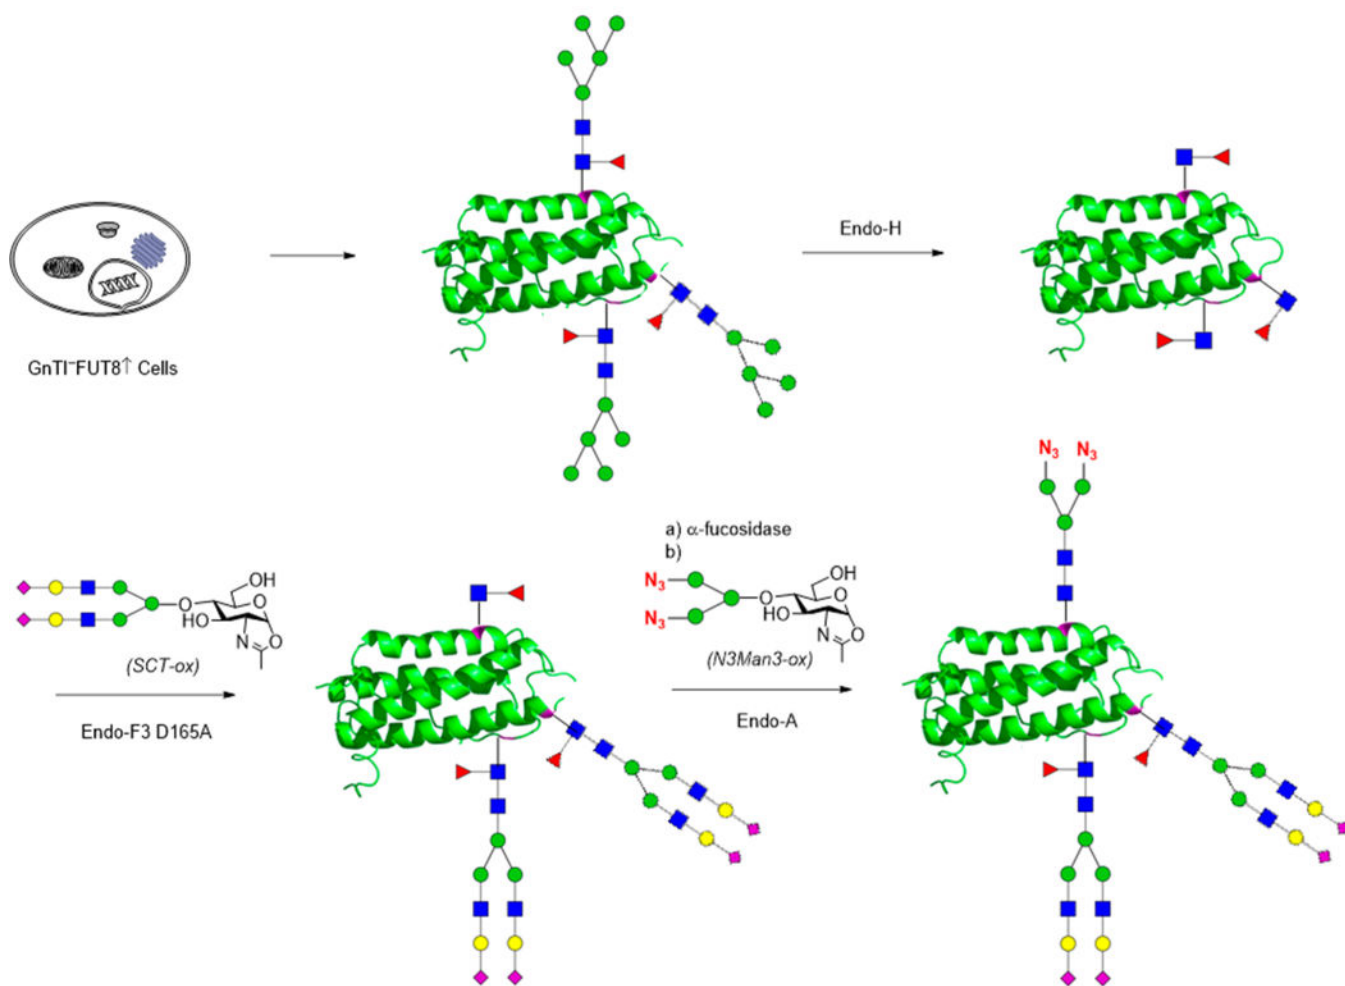 Endo-H
GnTI⁻FUT8↑ Cells
N₃ N₃
a) α-fucosidase
b)
OH
O
O
HO
N
O
(SCT-ox)
Endo-F3 D165A
N₃
N₃
OH
O
O
HO
N
O
(N3Man3-ox)
Endo-A